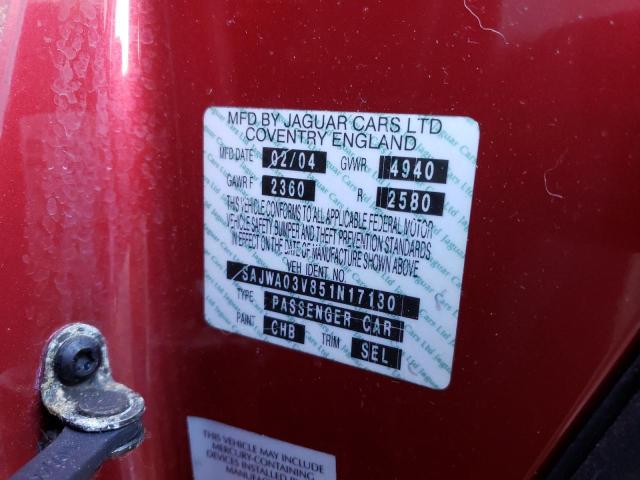 MFD BY JAGUAR CARS LTD
COVENTRY ENGLAND
MFD DATE 02/04 GVWR 4940
GAWR F 2360 R 2580
THIS VEHICLE CONFORMS TO ALL APPLICABLE FEDERAL MOTOR
VEHICLE SAFETY BUMPER AND THEFT PREVENTION STANDARDS
IN EFFECT ON THE DATE OF MANUFACTURE SHOWN ABOVE
VEH IDENT. NO
SAJWA03V851N17130
TYPE PASSENGER CAR
PAINT CHB TRIM SEL
THIS VEHICLE MAY INCLUDE
MERCURY-CONTAINING
DEVICES INSTALLED